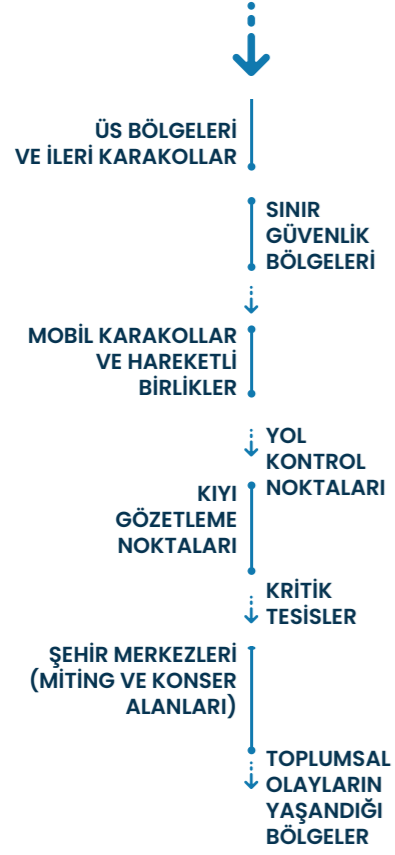 ÜS BÖLGELERİ
VE İLERİ KARAKOLLAR
SINIR
GÜVENLİK
BÖLGELERİ
MOBİL KARAKOLLAR
VE HAREKETLİ
BİRLİKLER
YOL
KONTROL
NOKTALARI
KIYI
GÖZETLEME
NOKTALARI
KRİTİK
TESİSLER
ŞEHİR MERKEZLERİ
(MİTİNG VE KONSER
ALANLARI)
TOPLUMSAL
OLAYLARIN
YAŞANDIĞI
BÖLGELER